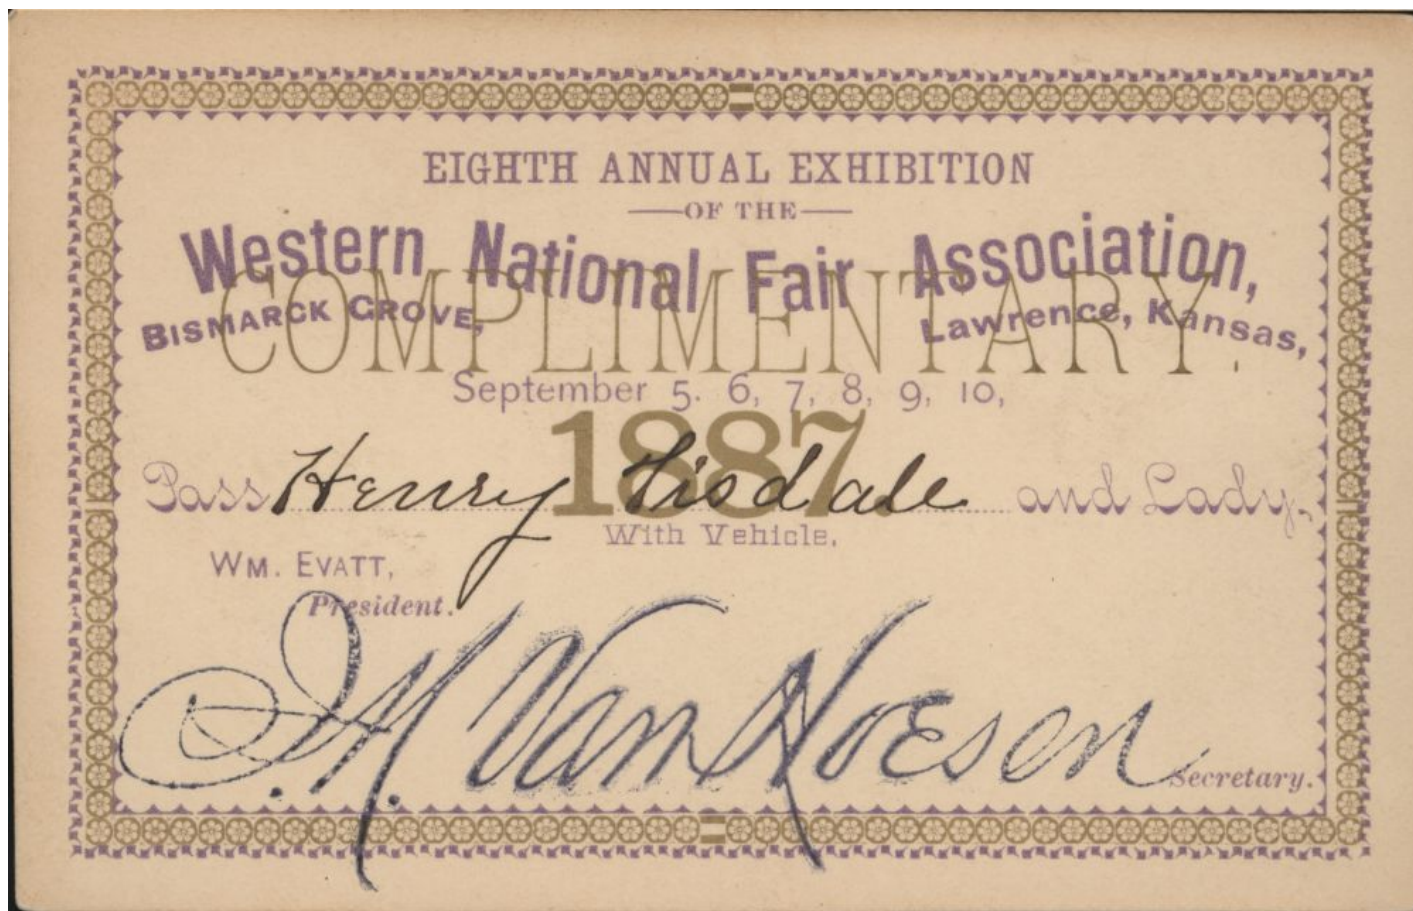 EIGHTH ANNUAL EXHIBITION
OF THE
Western National Fair Association,
COMPLIMENTARY.
BISMARCK GROVE, Lawrence, Kansas,
September 5. 6, 7, 8, 9, 10,
1887.
Pass Henry Tisdale and Lady,
With Vehicle.
WM. EVATT,
President.
I. M. Van Hoesen
Secretary.